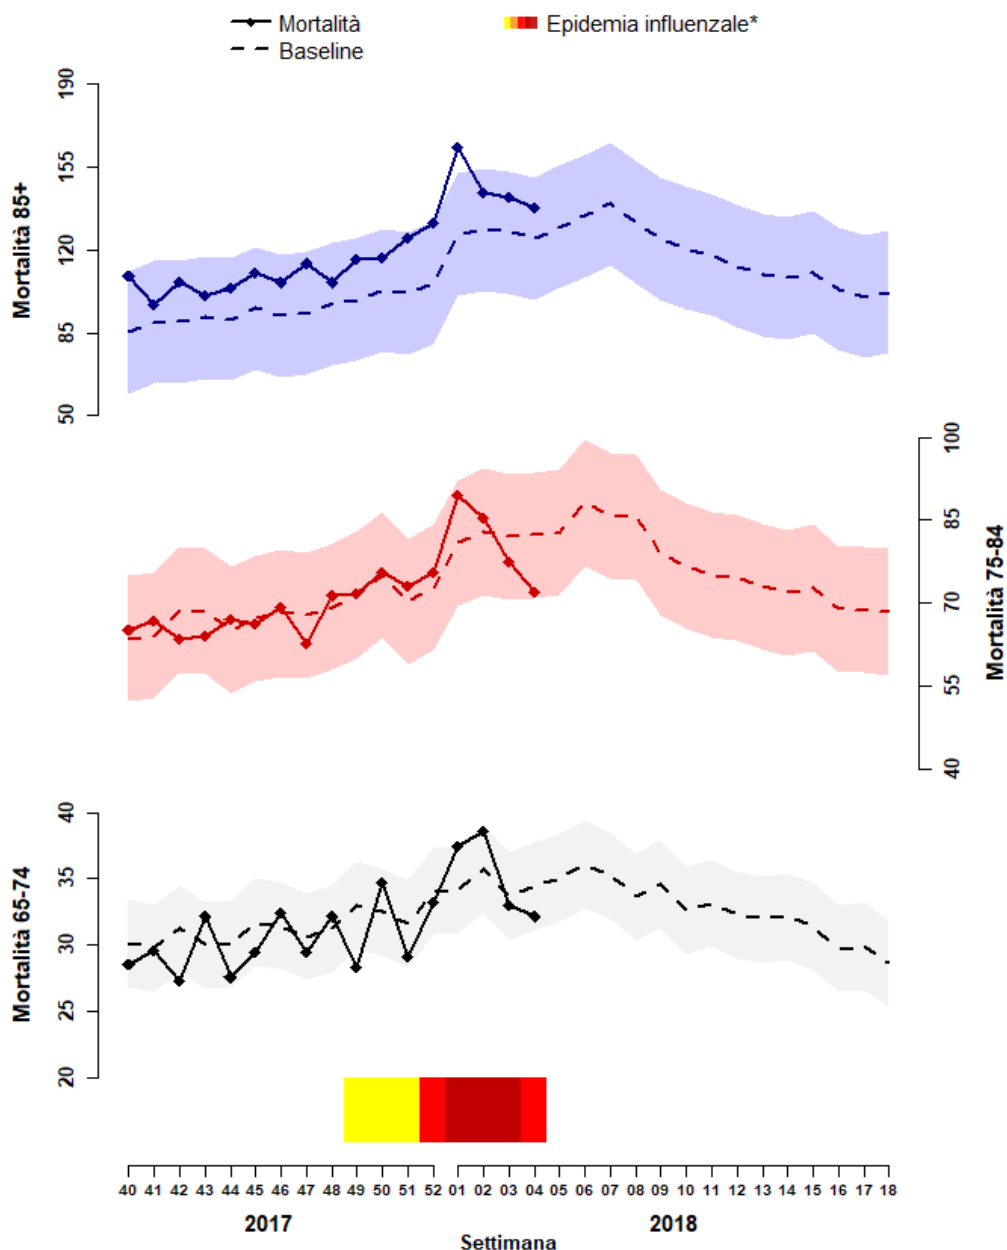 Mortalità
Baseline
Epidemia influenzale*
Mortalità 85+
190
155
120
85
50
Mortalità 75-84
100
85
70
55
40
Mortalità 65-74
40
35
30
25
20
40 41 42 43 44 45 46 47 48 49 50 51 52 01 02 03 04 05 06 07 08 09 10 11 12 13 14 15 16 17 18
2017 2018
Settimana